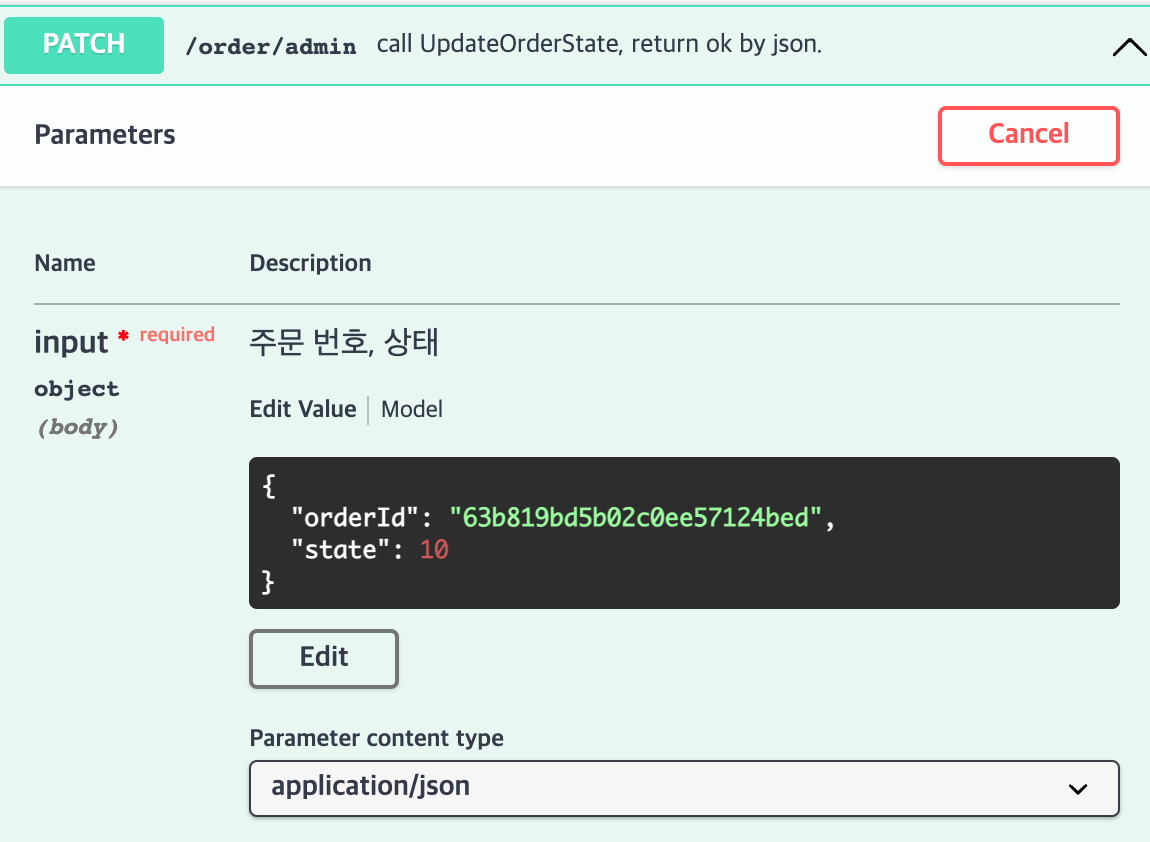 PATCH /order/admin call UpdateOrderState, return ok by json.
Parameters Cancel
Name Description
input * required 주문 번호, 상태
object
(body)
Edit Value Model
{
"orderId": "63b819bd5b02c0ee57124bed",
"state": 10
}
Edit
Parameter content type
application/json